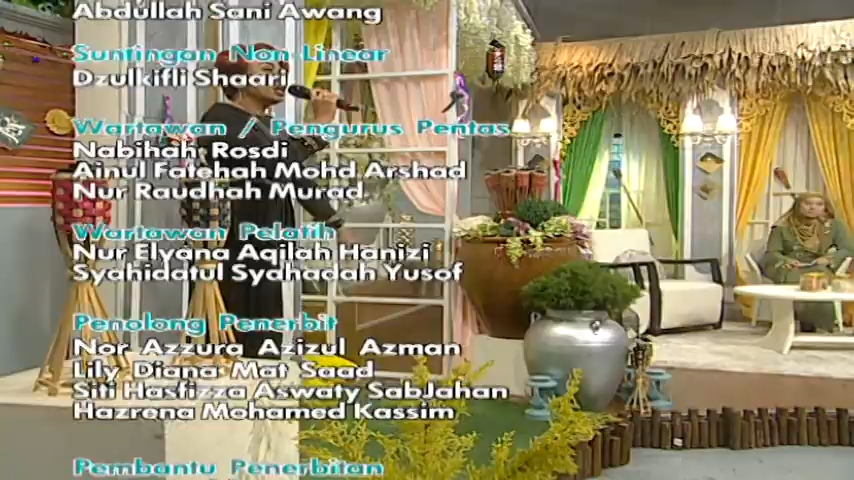 Abdullah Sani Awang
Suntingan Non Linear
Dzulkifli Shaari
Wartawan / Pengurus Pentas
Nabihah Rosdi
Ainul Fatehah Mohd Arshad
Nur Raudhah Murad
Wartawan Pelatih
Nur Elyana Aqilah Hanizi
Syahidatul Syahadah Yusof
Penolong Penerbit
Nor Azzura Azizul Azman
Lily Diana Mat Saad
Siti Hasfizal Aswaty SabJahan
Hazrena Mohamed Kassim
Pembantu Penerbitan